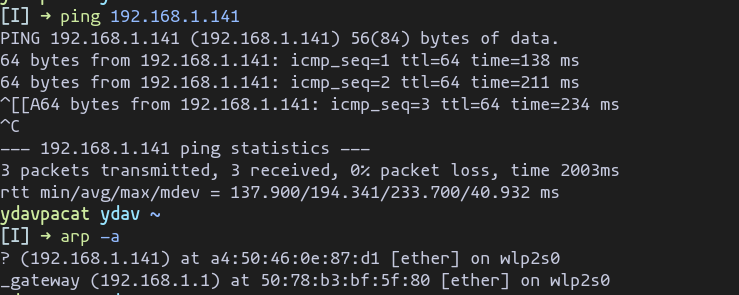 [I] → ping 192.168.1.141
PING 192.168.1.141 (192.168.1.141) 56(84) bytes of data.
64 bytes from 192.168.1.141: icmp_seq=1 ttl=64 time=138 ms
64 bytes from 192.168.1.141: icmp_seq=2 ttl=64 time=211 ms
^[[A64 bytes from 192.168.1.141: icmp_seq=3 ttl=64 time=234 ms
^C
--- 192.168.1.141 ping statistics ---
3 packets transmitted, 3 received, 0% packet loss, time 2003ms
rtt min/avg/max/mdev = 137.900/194.341/233.700/40.932 ms
ydavpacat ydav ~
[I] → arp -a
? (192.168.1.141) at a4:50:46:0e:87:d1 [ether] on wlp2s0
_gateway (192.168.1.1) at 50:78:b3:bf:5f:80 [ether] on wlp2s0